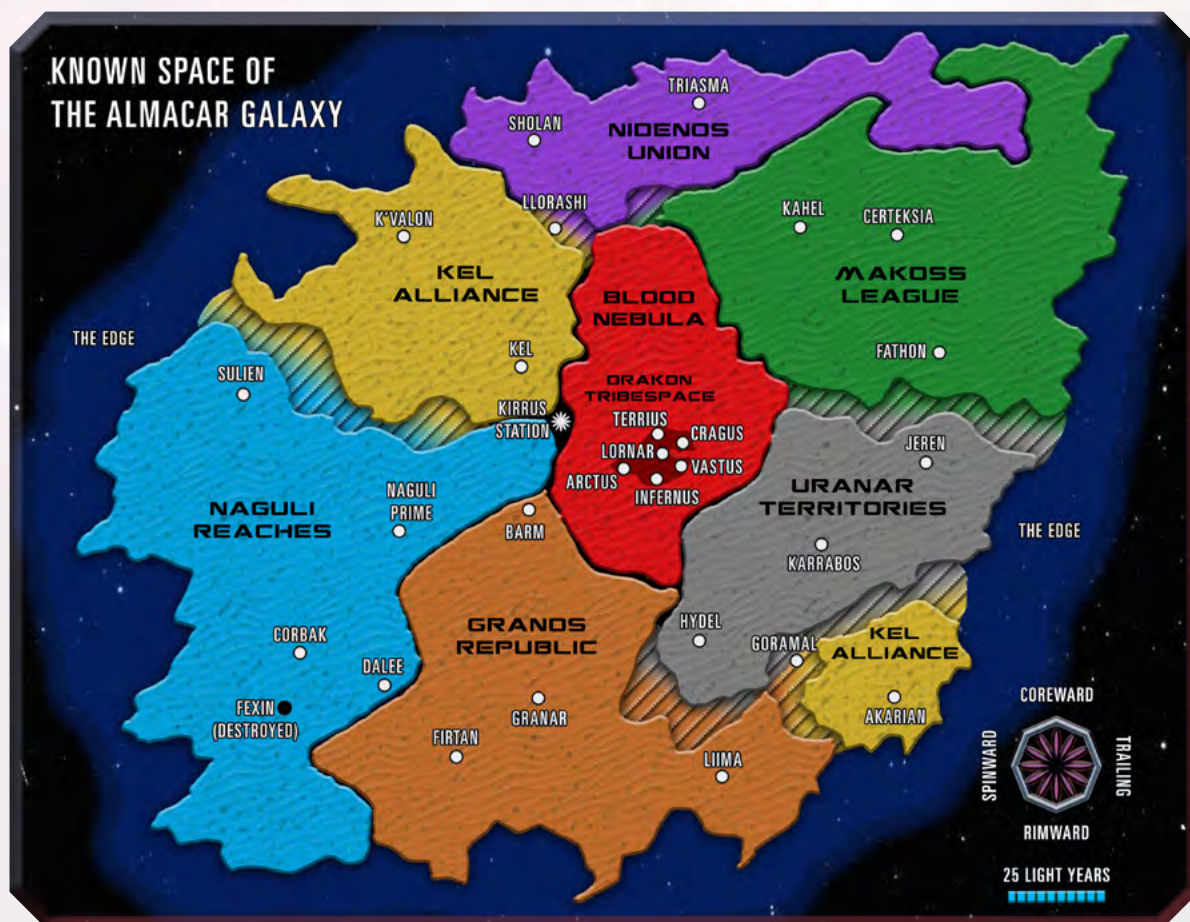 KNOWN SPACE OF
THE ALMACAR GALAXY
TRIASMA
SHOLAN
NIDENOS
UNION
LLORASHI
K'VALON
KAHEL
CERTEKSIA
KEL
ALLIANCE
MAKOSS
LEAGUE
BLOOD
NEBULA
THE EDGE
KEL
FATHON
SULIEN
DRAKON
TRIBESPACE
KIRRUS
STATION
TERRIUS
CRAGUS
LORNAR
VASTUS
ARCTUS
INFERNUS
JEREN
NAGULI
PRIME
NAGULI
REACHES
URANAR
TERRITORIES
BARM
THE EDGE
KARRABOS
GRANOS
REPUBLIC
HYDEL
GORAMAL
KEL
ALLIANCE
CORBAK
DALEE
FEXIN
(DESTROYED)
GRANAR
AKARIAN
FIRTAN
LIIMA
COREWARD
SPINWARD
TRAILING
RIMWARD
25 LIGHT YEARS